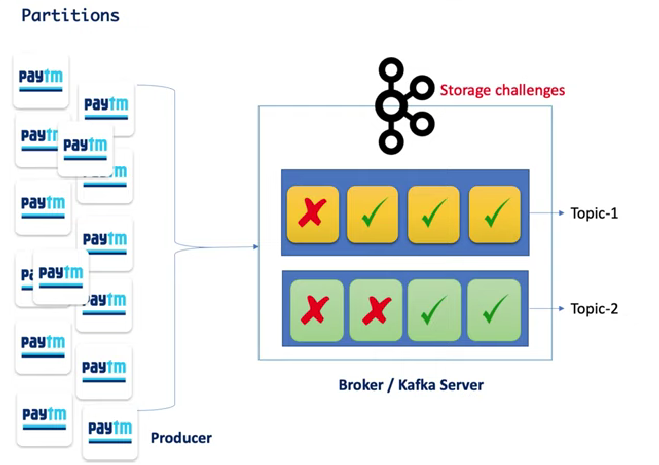 Partitions
paytm
paytm
payt
paytm
paytm
paytm
paytm
paytm
paytm
paytm
paytm
paytm
Producer
Storage challenges
Topic-1
Topic-2
Broker / Kafka Server